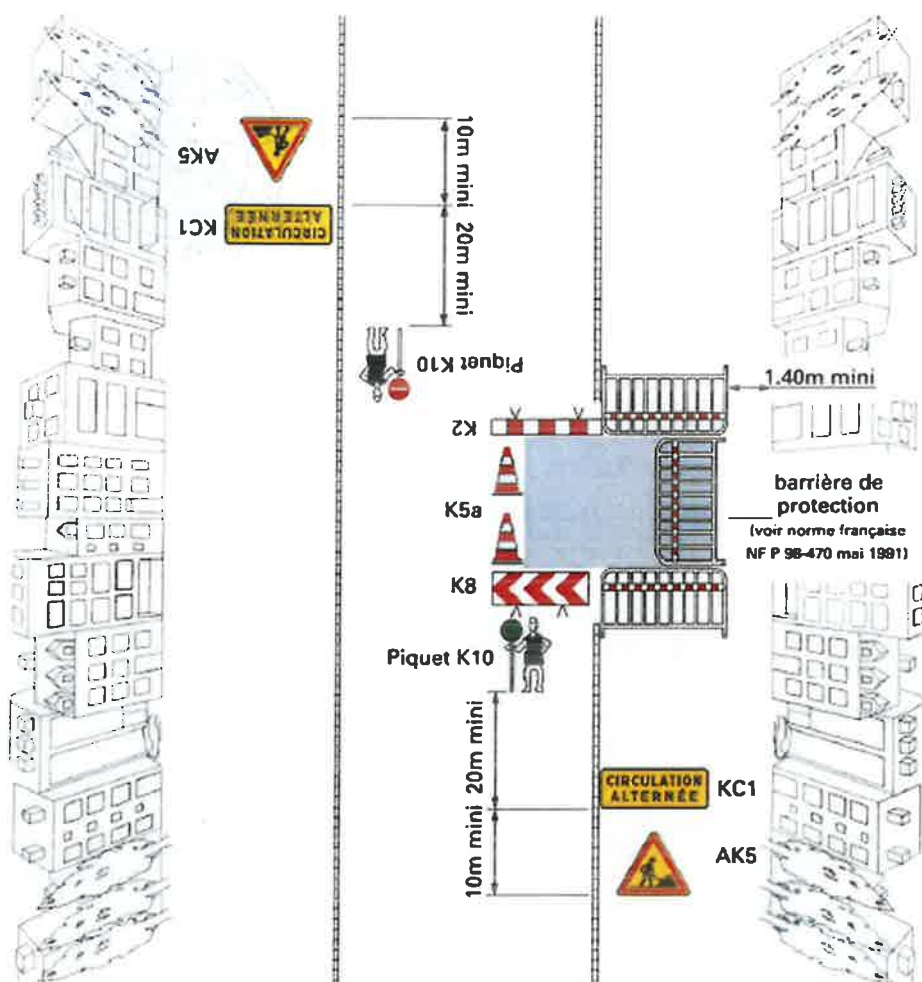 AK5
10m mini
KC1
CIRCULATION
ALTERNÉE
20m mini
Piquet K10
1.40m mini
K2
K5a
barrière de
protection
(voir norme française
NF P 98-470 mai 1991)
K8
Piquet K10
20m mini
CIRCULATION
ALTERNÉE
KC1
10m mini
AK5